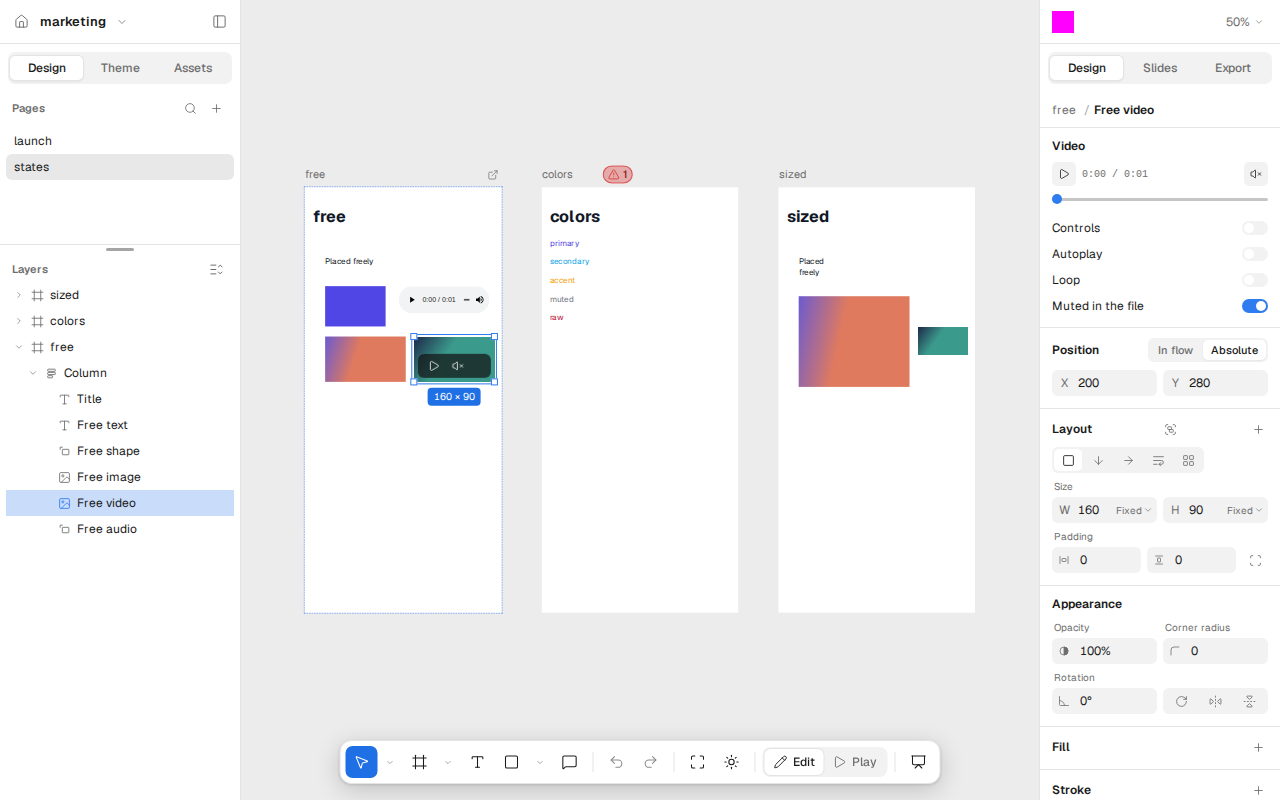 marketing
50%
Design
Theme
Assets
Pages
launch
states
Layers
sized
colors
free
Column
Title
Free text
Free shape
Free image
Free video
Free audio
free
free
Placed freely
0:00 / 0:01
160 × 90
colors
1
colors
primary
secondary
accent
muted
raw
sized
sized
Placed
freely
Edit
Play
Design
Slides
Export
free / Free video
Video
0:00 / 0:01
Controls
Autoplay
Loop
Muted in the file
Position
In flow
Absolute
X 200
Y 280
Layout
Size
W 160 Fixed
H 90 Fixed
Padding
0
0
Appearance
Opacity
Corner radius
100%
0
Rotation
0°
Fill
Stroke